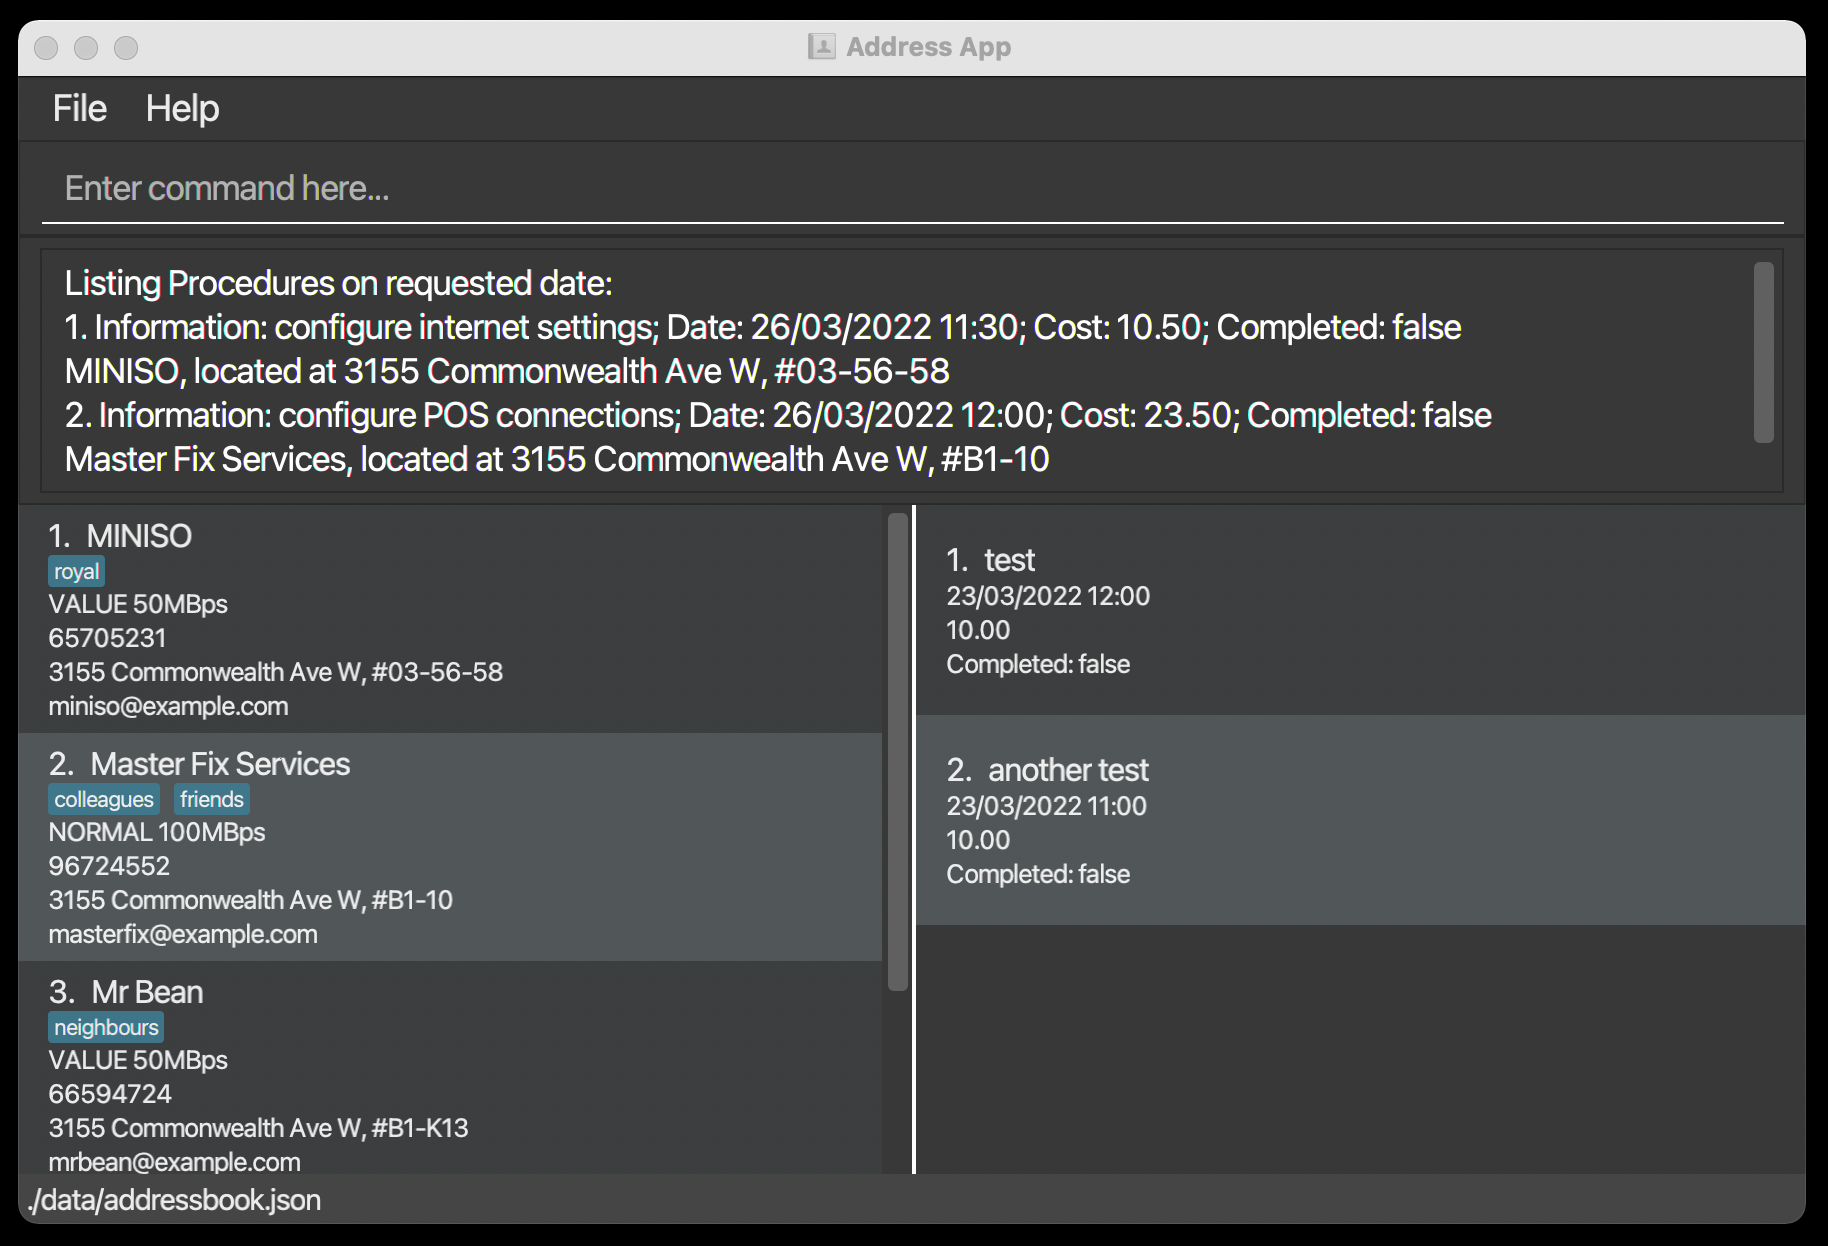 Address App
File Help
Enter command here...
Listing Procedures on requested date:
1. Information: configure internet settings; Date: 26/03/2022 11:30; Cost: 10.50; Completed: false
MINISO, located at 3155 Commonwealth Ave W, #03-56-58
2. Information: configure POS connections; Date: 26/03/2022 12:00; Cost: 23.50; Completed: false
Master Fix Services, located at 3155 Commonwealth Ave W, #B1-10
1. MINISO
royal
VALUE 50MBps
65705231
3155 Commonwealth Ave W, #03-56-58
miniso@example.com
2. Master Fix Services
colleagues friends
NORMAL 100MBps
96724552
3155 Commonwealth Ave W, #B1-10
masterfix@example.com
3. Mr Bean
neighbours
VALUE 50MBps
66594724
3155 Commonwealth Ave W, #B1-K13
mrbean@example.com
1. test
23/03/2022 12:00
10.00
Completed: false
2. another test
23/03/2022 11:00
10.00
Completed: false
./data/addressbook.json